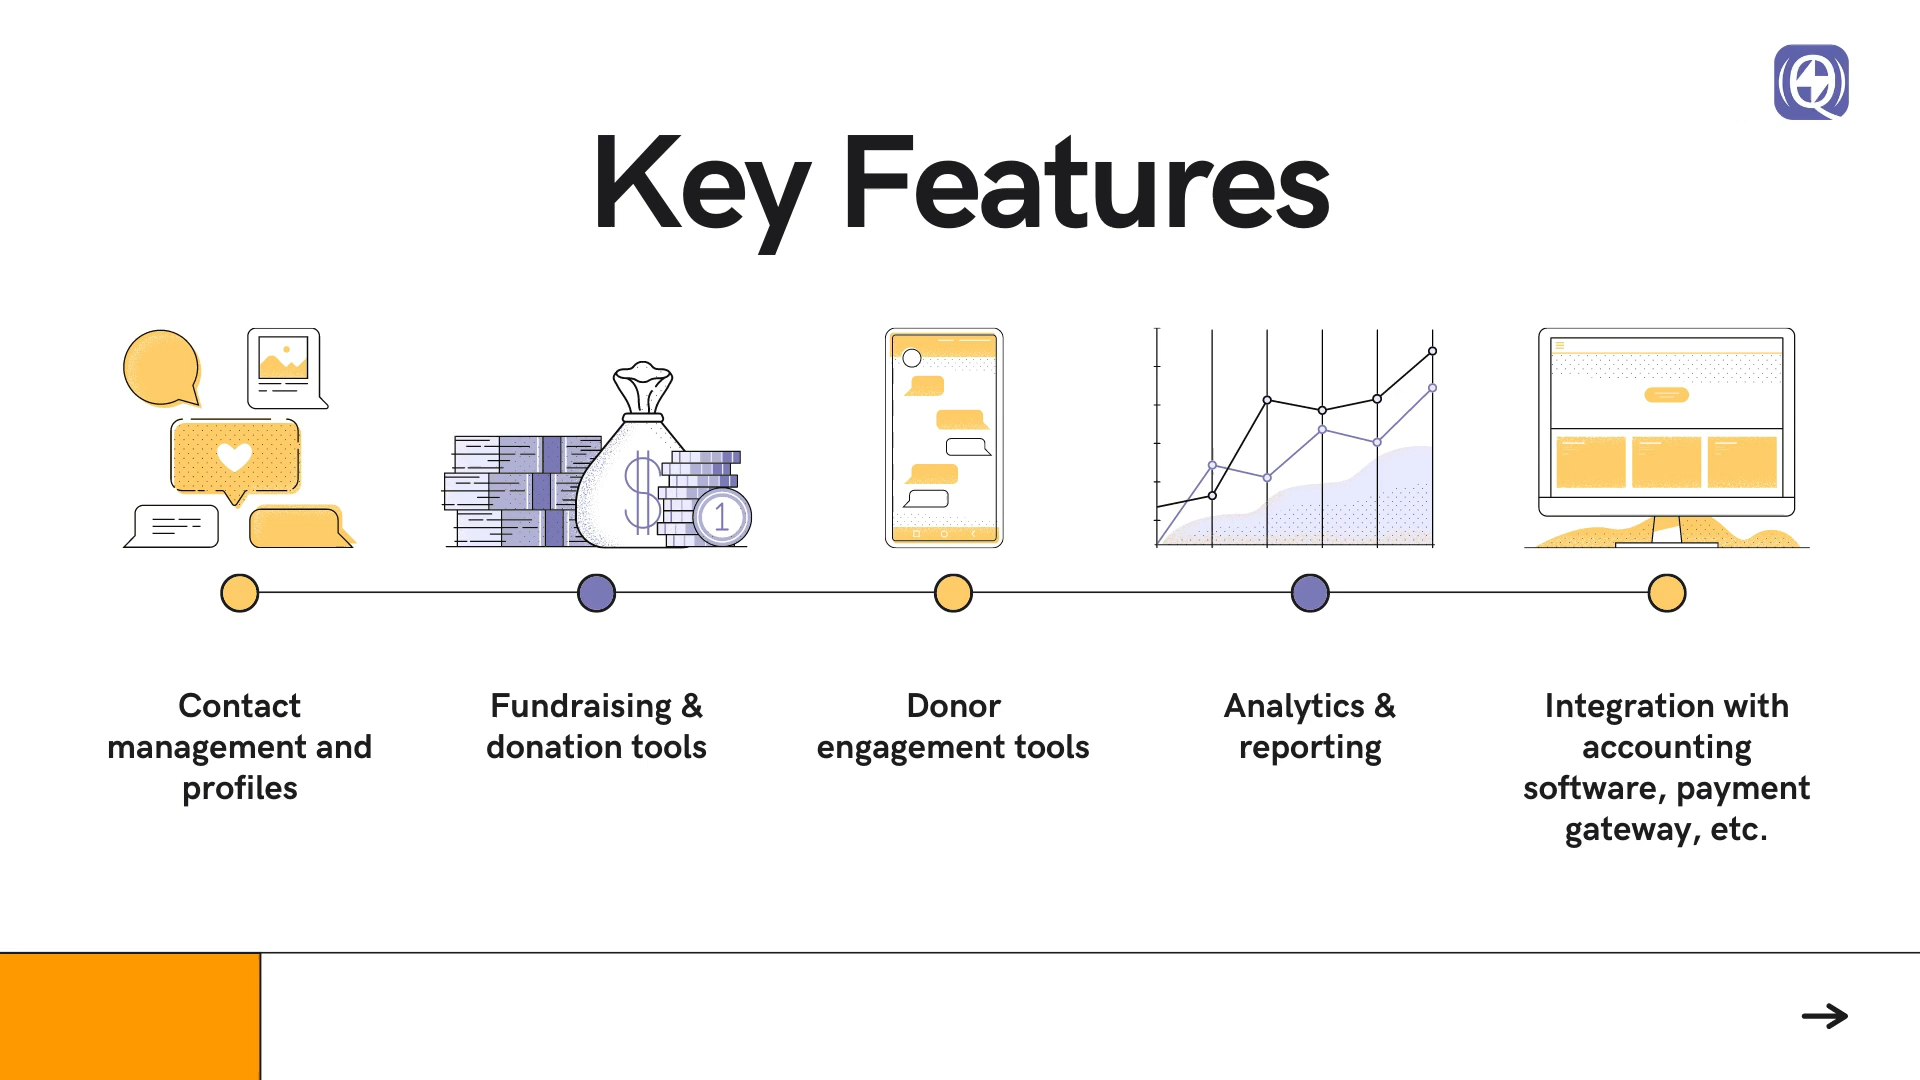 Key Features
$
1
Contact
management and
profiles
Fundraising &
donation tools
Donor
engagement tools
Analytics &
reporting
Integration with
accounting
software, payment
gateway, etc.